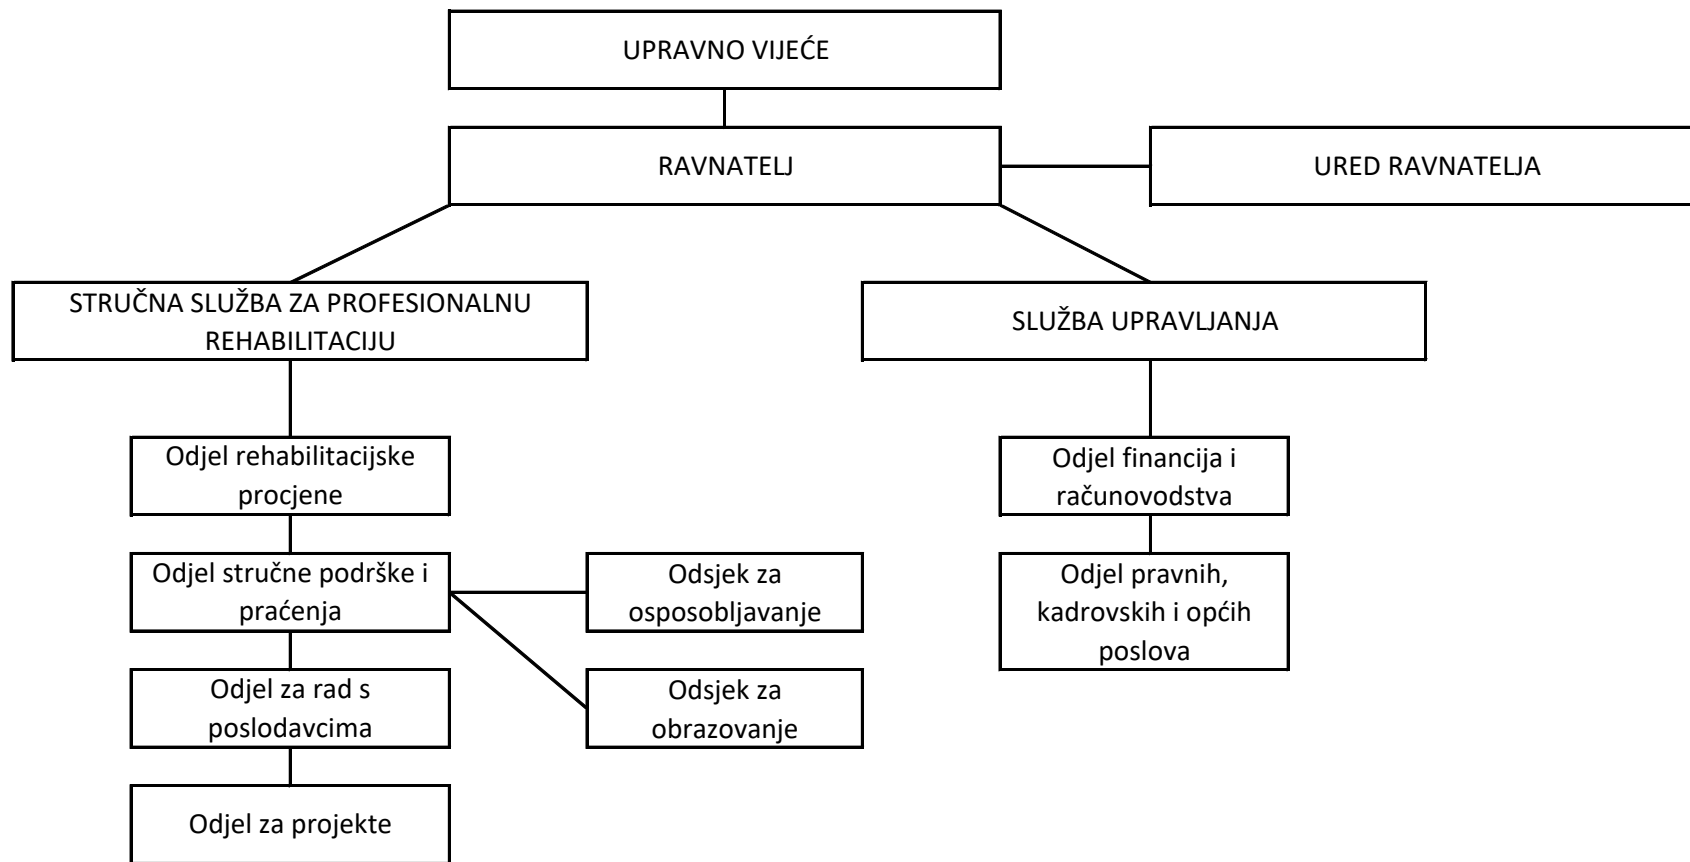 UPRAVNO VIJEĆE
RAVNATELJ
URED RAVNATELJA
STRUČNA SLUŽBA ZA PROFESIONALNU
REHABILITACIJU
SLUŽBA UPRAVLJANJA
Odjel rehabilitacijske
procjene
Odjel financija i
računovodstva
Odjel stručne podrške i
praćenja
Odsjek za
osposobljavanje
Odjel pravnih,
kadrovskih i općih
poslova
Odjel za rad s
poslodavcima
Odsjek za
obrazovanje
Odjel za projekte